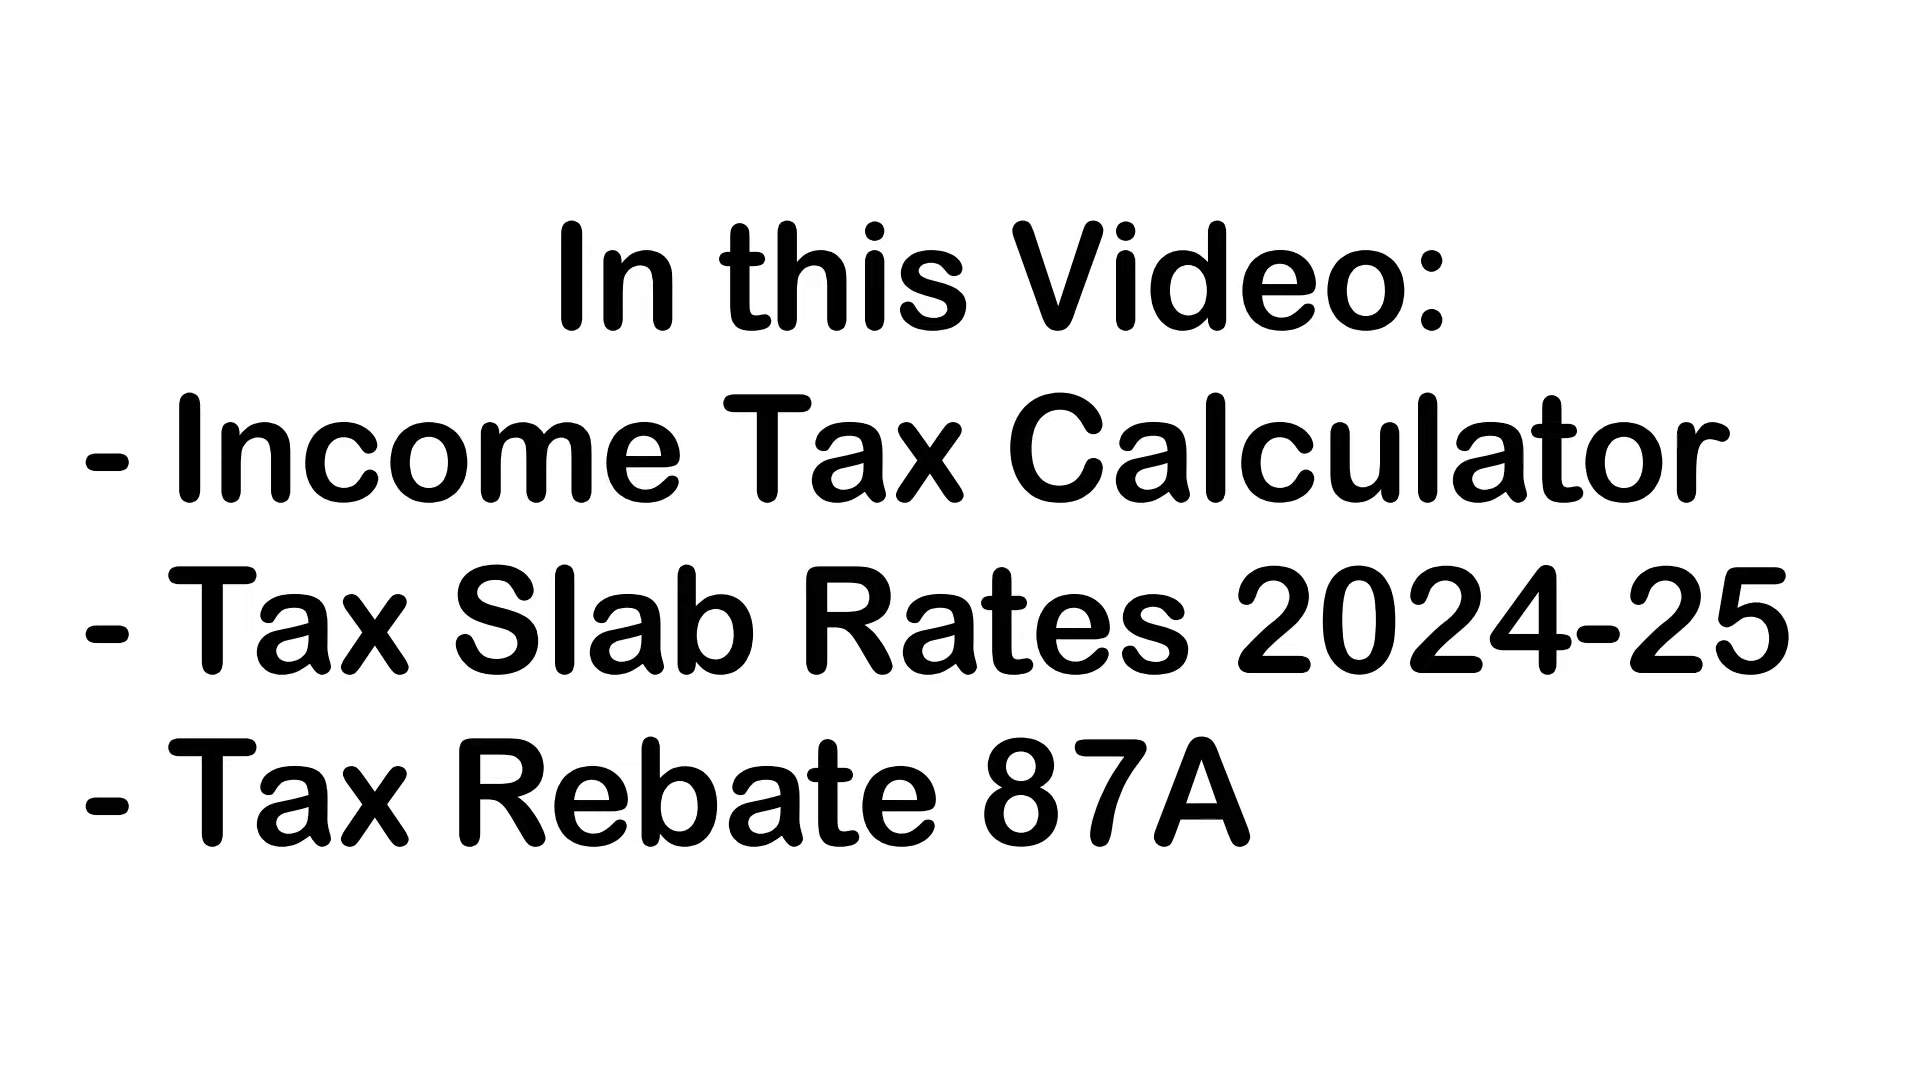 In this Video:
- Income Tax Calculator
- Tax Slab Rates 2024-25
- Tax Rebate 87A